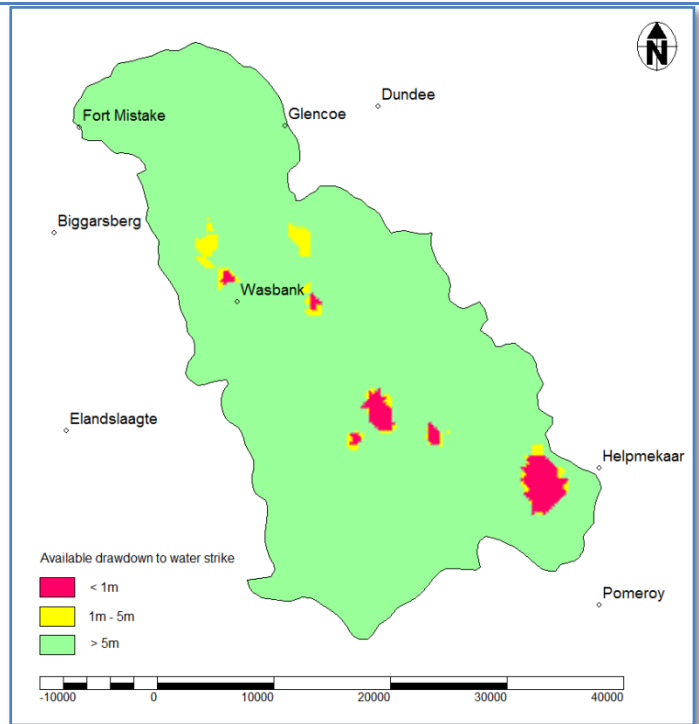 N
Dundee
Fort Mistake
Glencoe
Biggarsberg
Wasbank
Elandslaagte
Helpmekaar
Available drawdown to water strike
< 1m
1m - 5m
> 5m
Pomeroy
-10000 0 10000 20000 30000 40000